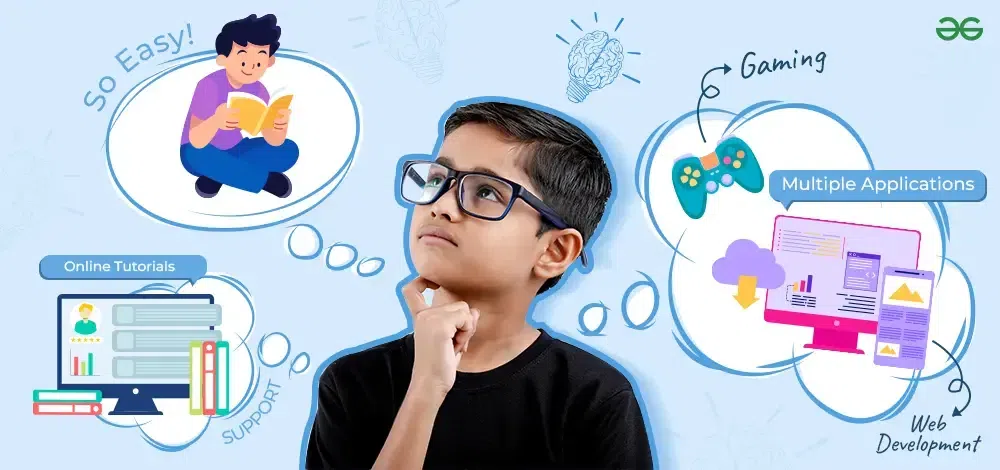 So Easy!
Gaming
Multiple Applications
Online Tutorials
SUPPORT
Web
Development